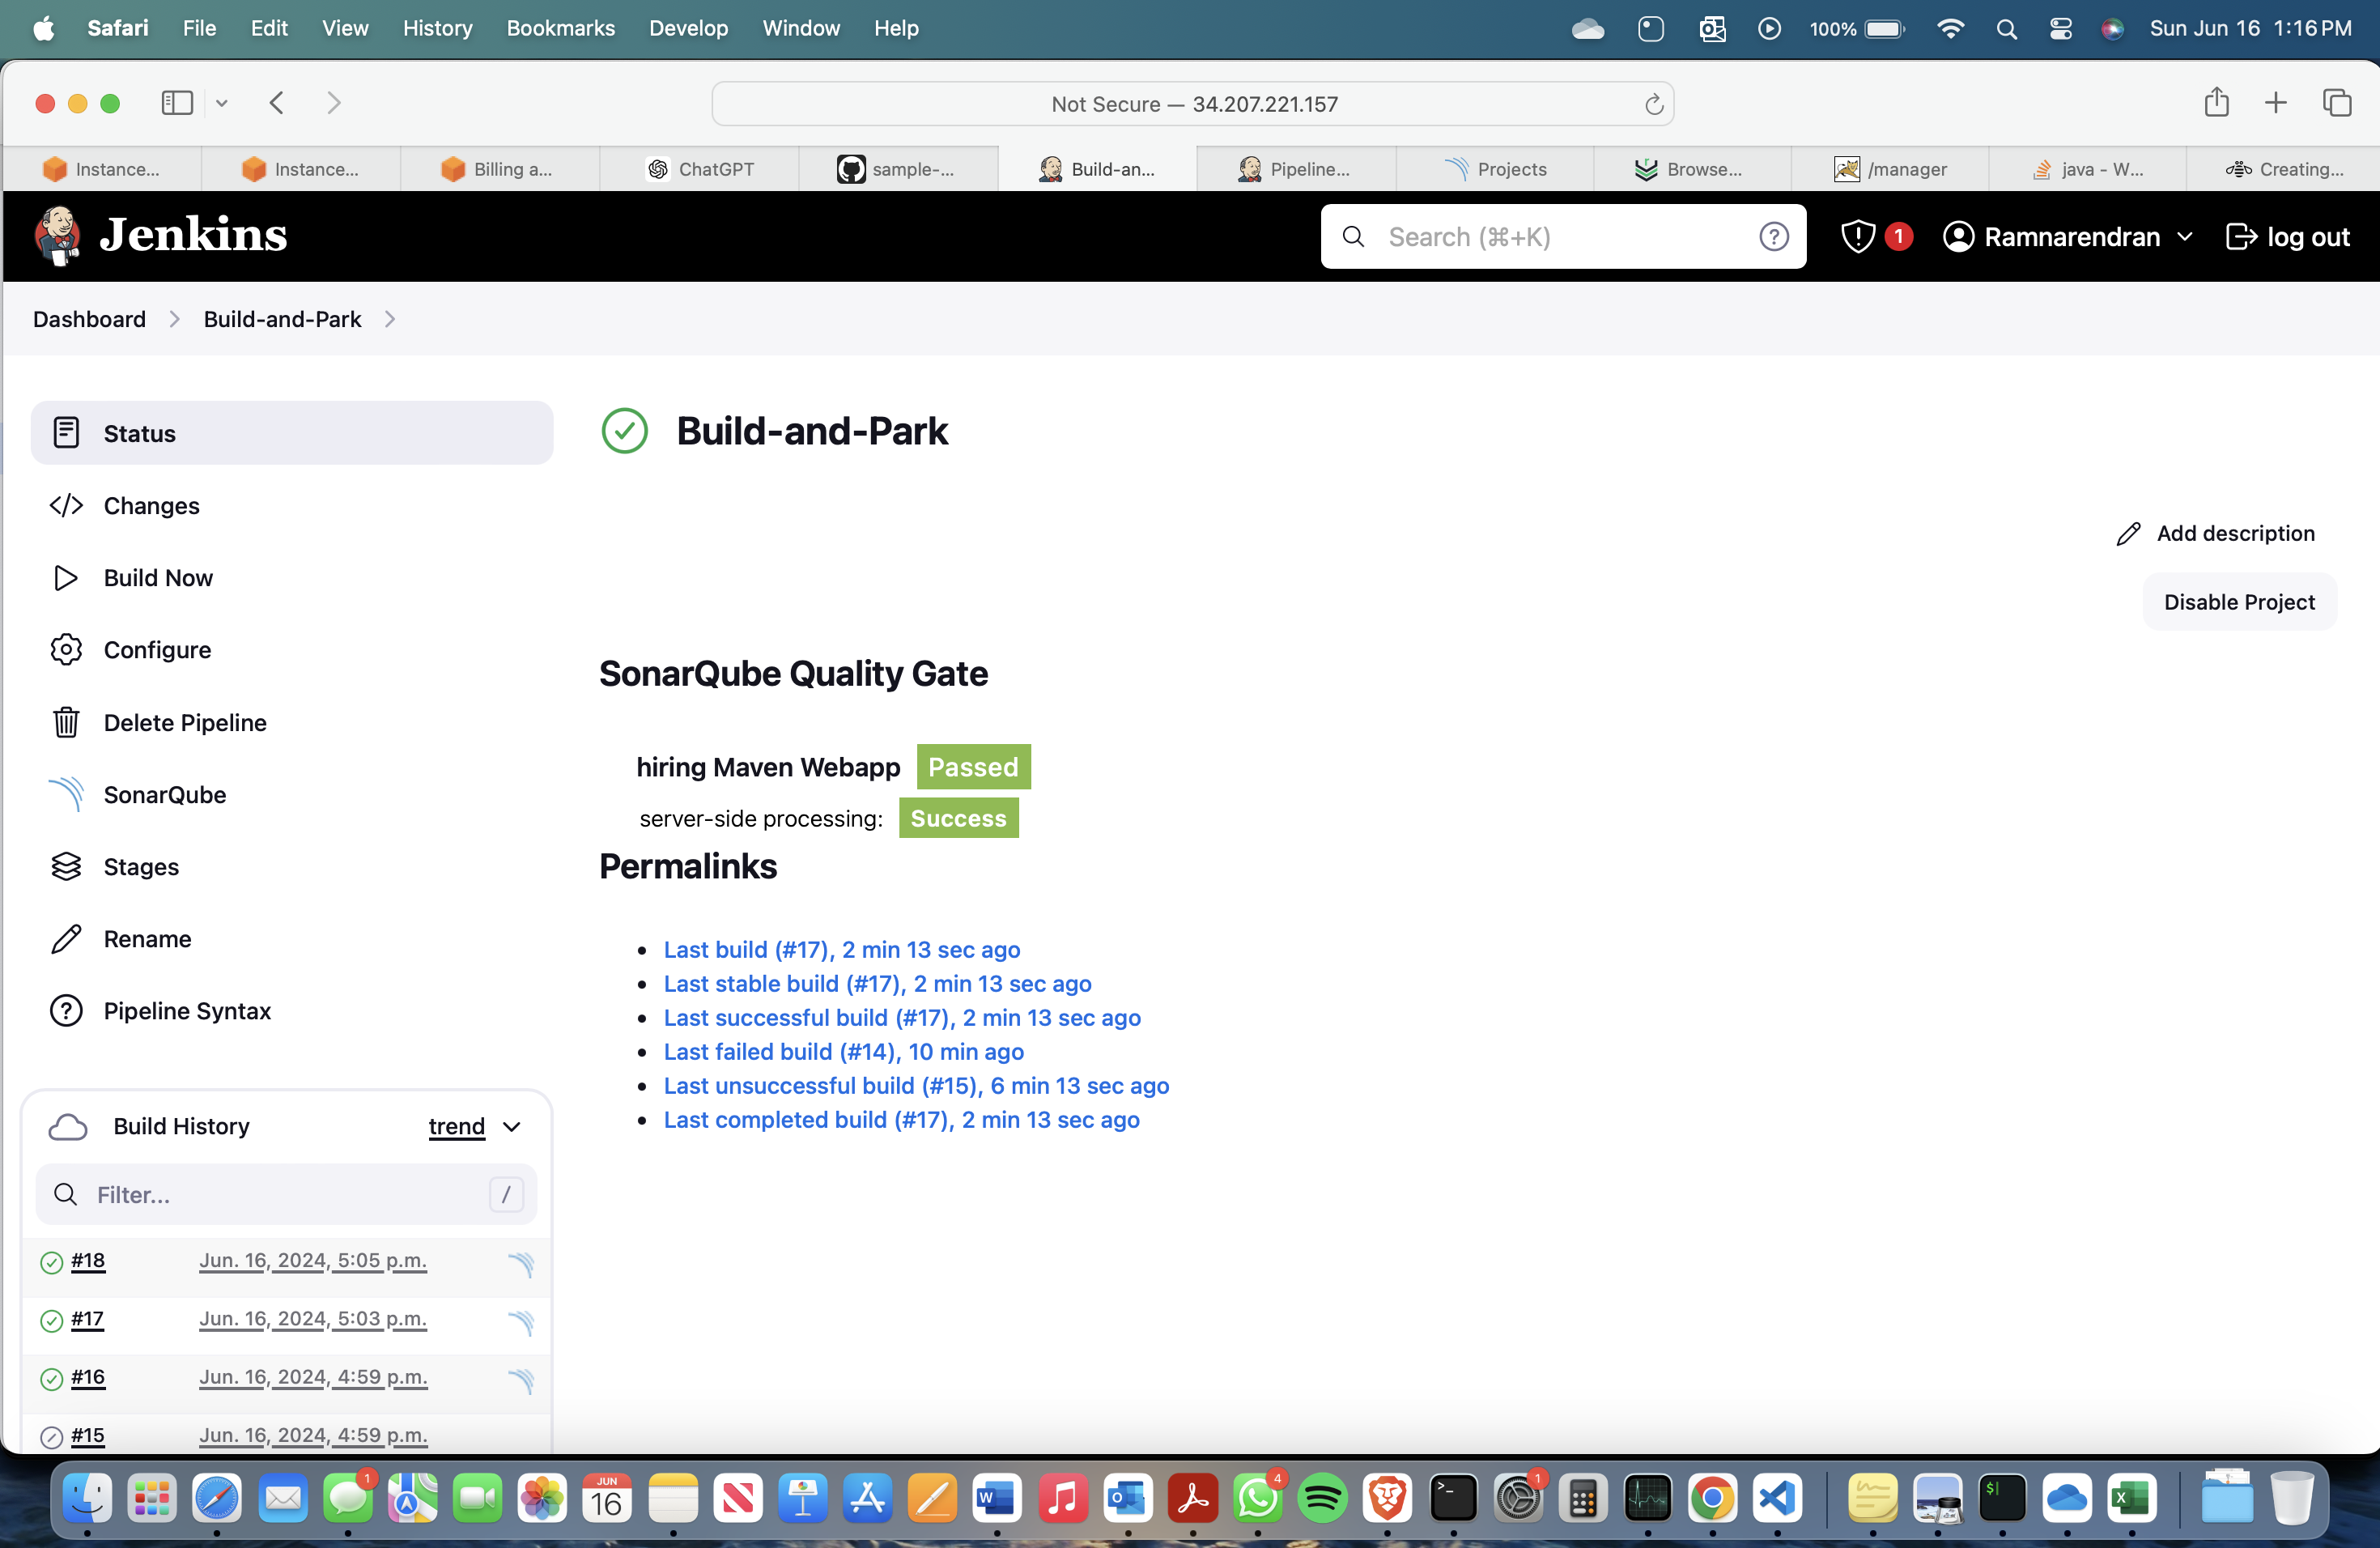 Safari File Edit View History Bookmarks Develop Window Help 100% Sun Jun 16 1:16 PM
Not Secure — 34.207.221.157
Instance... Instance... Billing a... ChatGPT sample-... Build-an... Pipeline... Projects Browse... /manager java - W... Creating...
Jenkins Search (⌘+K) ? 1 Ramnarendran log out
Dashboard Build-and-Park
Status
Changes
Build Now
Configure
Delete Pipeline
SonarQube
Stages
Rename
Pipeline Syntax
Build-and-Park
Add description
Disable Project
SonarQube Quality Gate
hiring Maven Webapp Passed
server-side processing: Success
Permalinks
Last build (#17), 2 min 13 sec ago
Last stable build (#17), 2 min 13 sec ago
Last successful build (#17), 2 min 13 sec ago
Last failed build (#14), 10 min ago
Last unsuccessful build (#15), 6 min 13 sec ago
Last completed build (#17), 2 min 13 sec ago
Build History trend
Filter... /
#18 Jun. 16, 2024, 5:05 p.m.
#17 Jun. 16, 2024, 5:03 p.m.
#16 Jun. 16, 2024, 4:59 p.m.
#15 Jun. 16, 2024, 4:59 p.m.
1 JUN 16 4 1